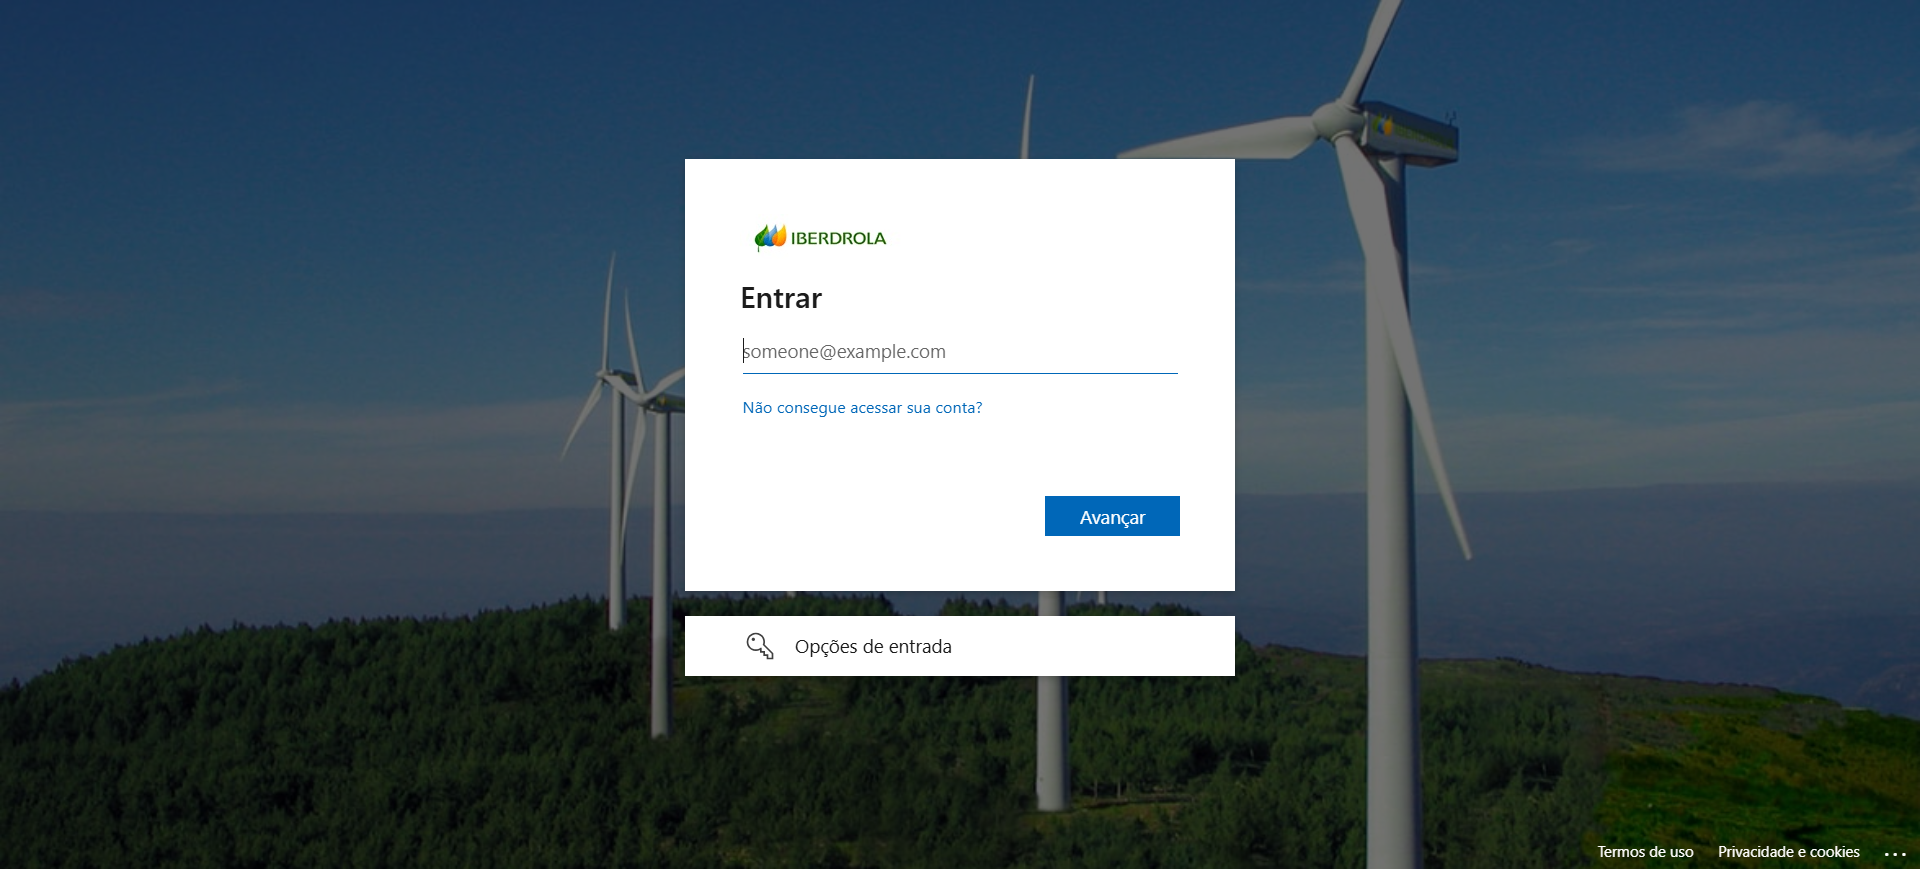 IBERDROLA
Entrar
someone@example.com
Não consegue acessar sua conta?
Avançar
Opções de entrada
Termos de uso Privacidade e cookies ...